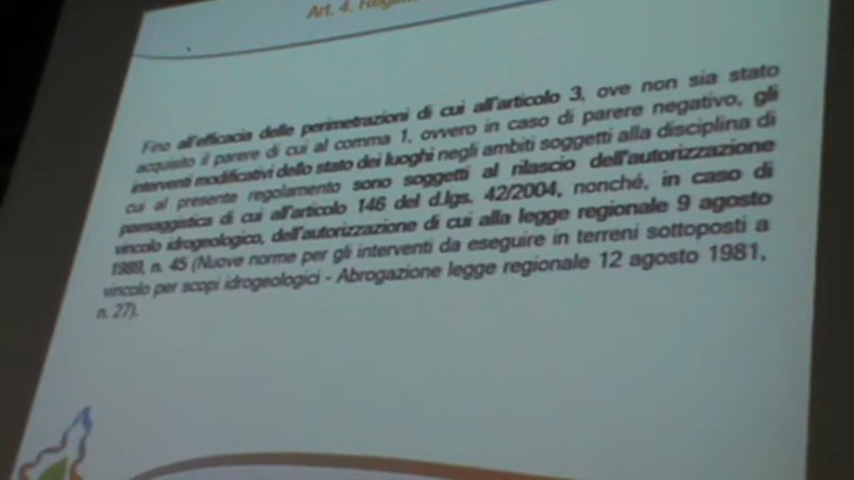 Art. 4.
Fino all'efficacia delle perimetrazioni di cui all'articolo 3, ove non sia stato
acquisito il parere di cui al comma 1, ovvero in caso di parere negativo, gli
interventi modificativi dello stato dei luoghi negli ambiti soggetti alla disciplina di
cui al presente regolamento sono soggetti al rilascio dell'autorizzazione
paesaggistica di cui all'articolo 146 del d.lgs. 42/2004, nonché, in caso di
vincolo idrogeologico, dell'autorizzazione di cui alla legge regionale 9 agosto
1989, n. 45 (Nuove norme per gli interventi da eseguire in terreni sottoposti a
vincolo per scopi idrogeologici - Abrogazione legge regionale 12 agosto 1981,
n. 27).